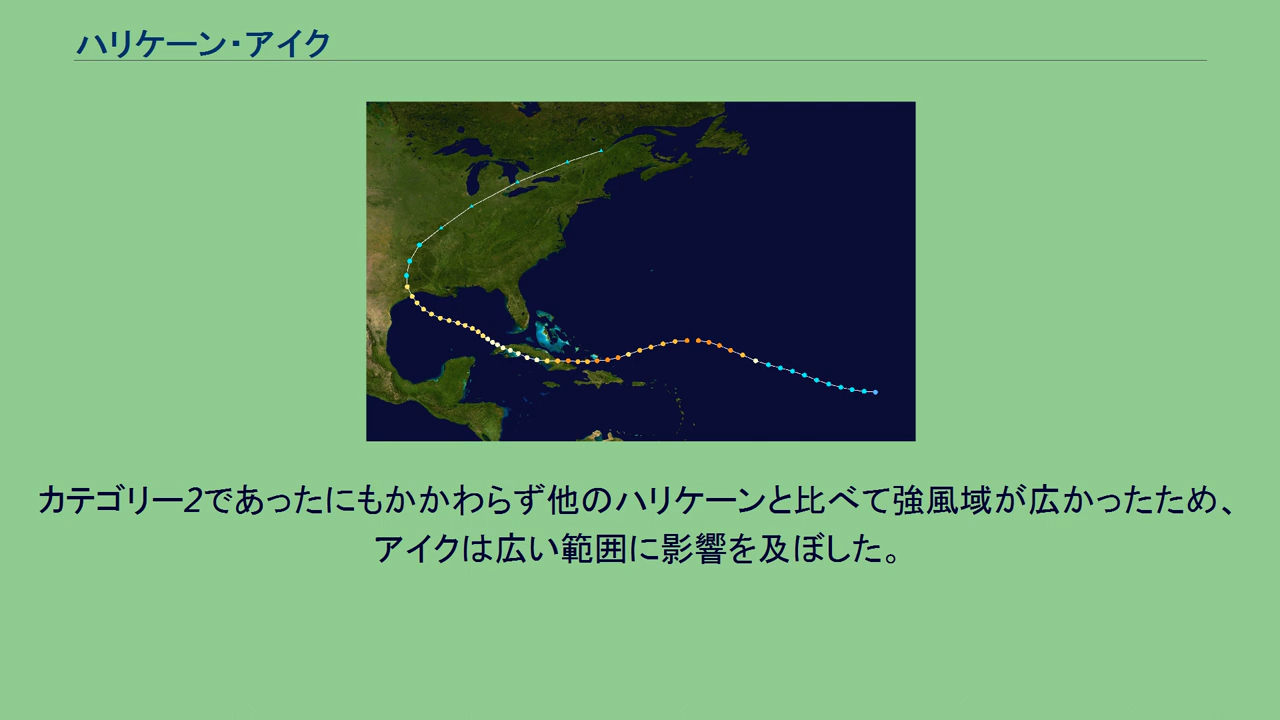 ハリケーン・アイク
カテゴリー2であったにもかかわらず他のハリケーンと比べて強風域が広かったため、
アイクは広い範囲に影響を及ぼした。